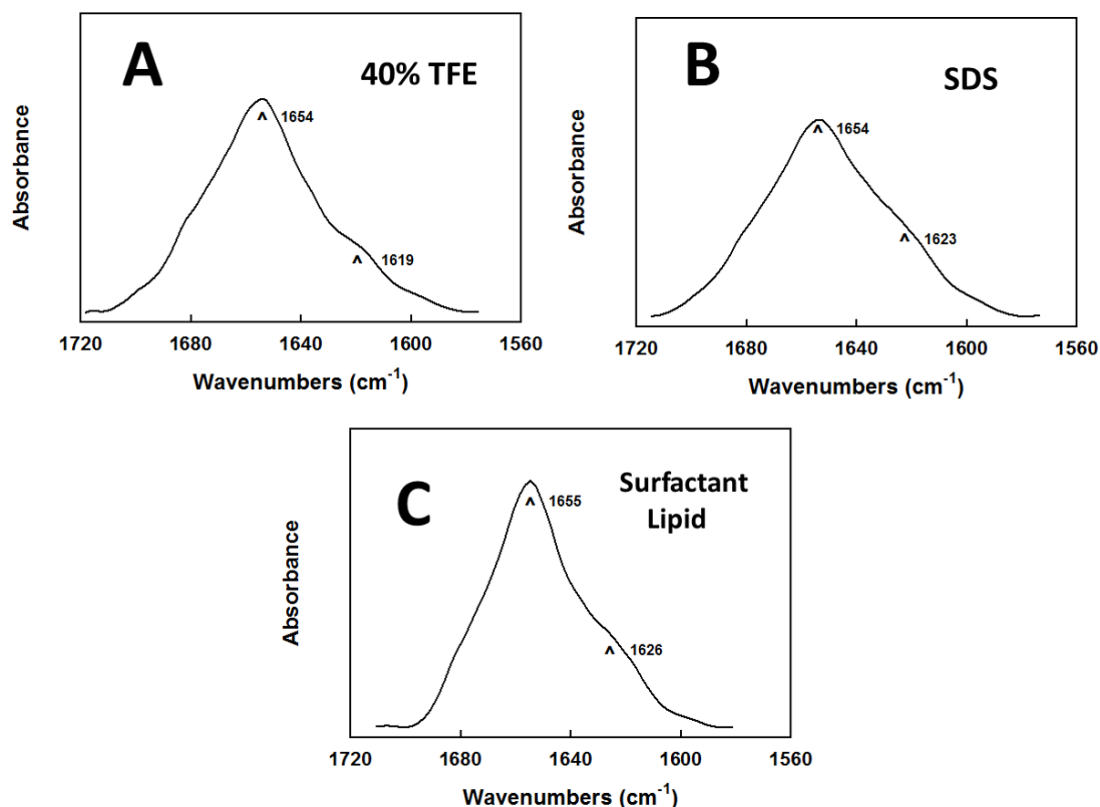 A
40% TFE
Absorbance
^ 1654
^ 1619
1720 1680 1640 1600 1560
Wavenumbers (cm-1)
B
SDS
Absorbance
^ 1654
^ 1623
1720 1680 1640 1600 1560
Wavenumbers (cm-1)
C
Surfactant
Lipid
Absorbance
^ 1655
^ 1626
1720 1680 1640 1600 1560
Wavenumbers (cm-1)